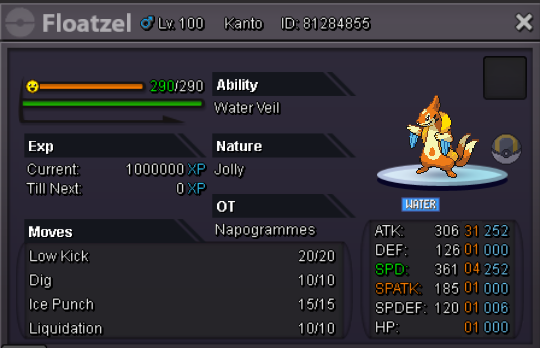 Floatzel ♂ Lv. 100 Kanto ID: 81284855
290/290
Ability
Water Veil
Exp
Current: 1000000 XP
Till Next: 0 XP
Nature
Jolly
OT
Napogrammes
WATER
Moves
Low Kick 20/20
Dig 10/10
Ice Punch 15/15
Liquidation 10/10
ATK: 306 31 252
DEF: 126 01 000
SPD: 361 04 252
SPATK: 185 01 000
SPDEF: 120 01 006
HP: 01 000